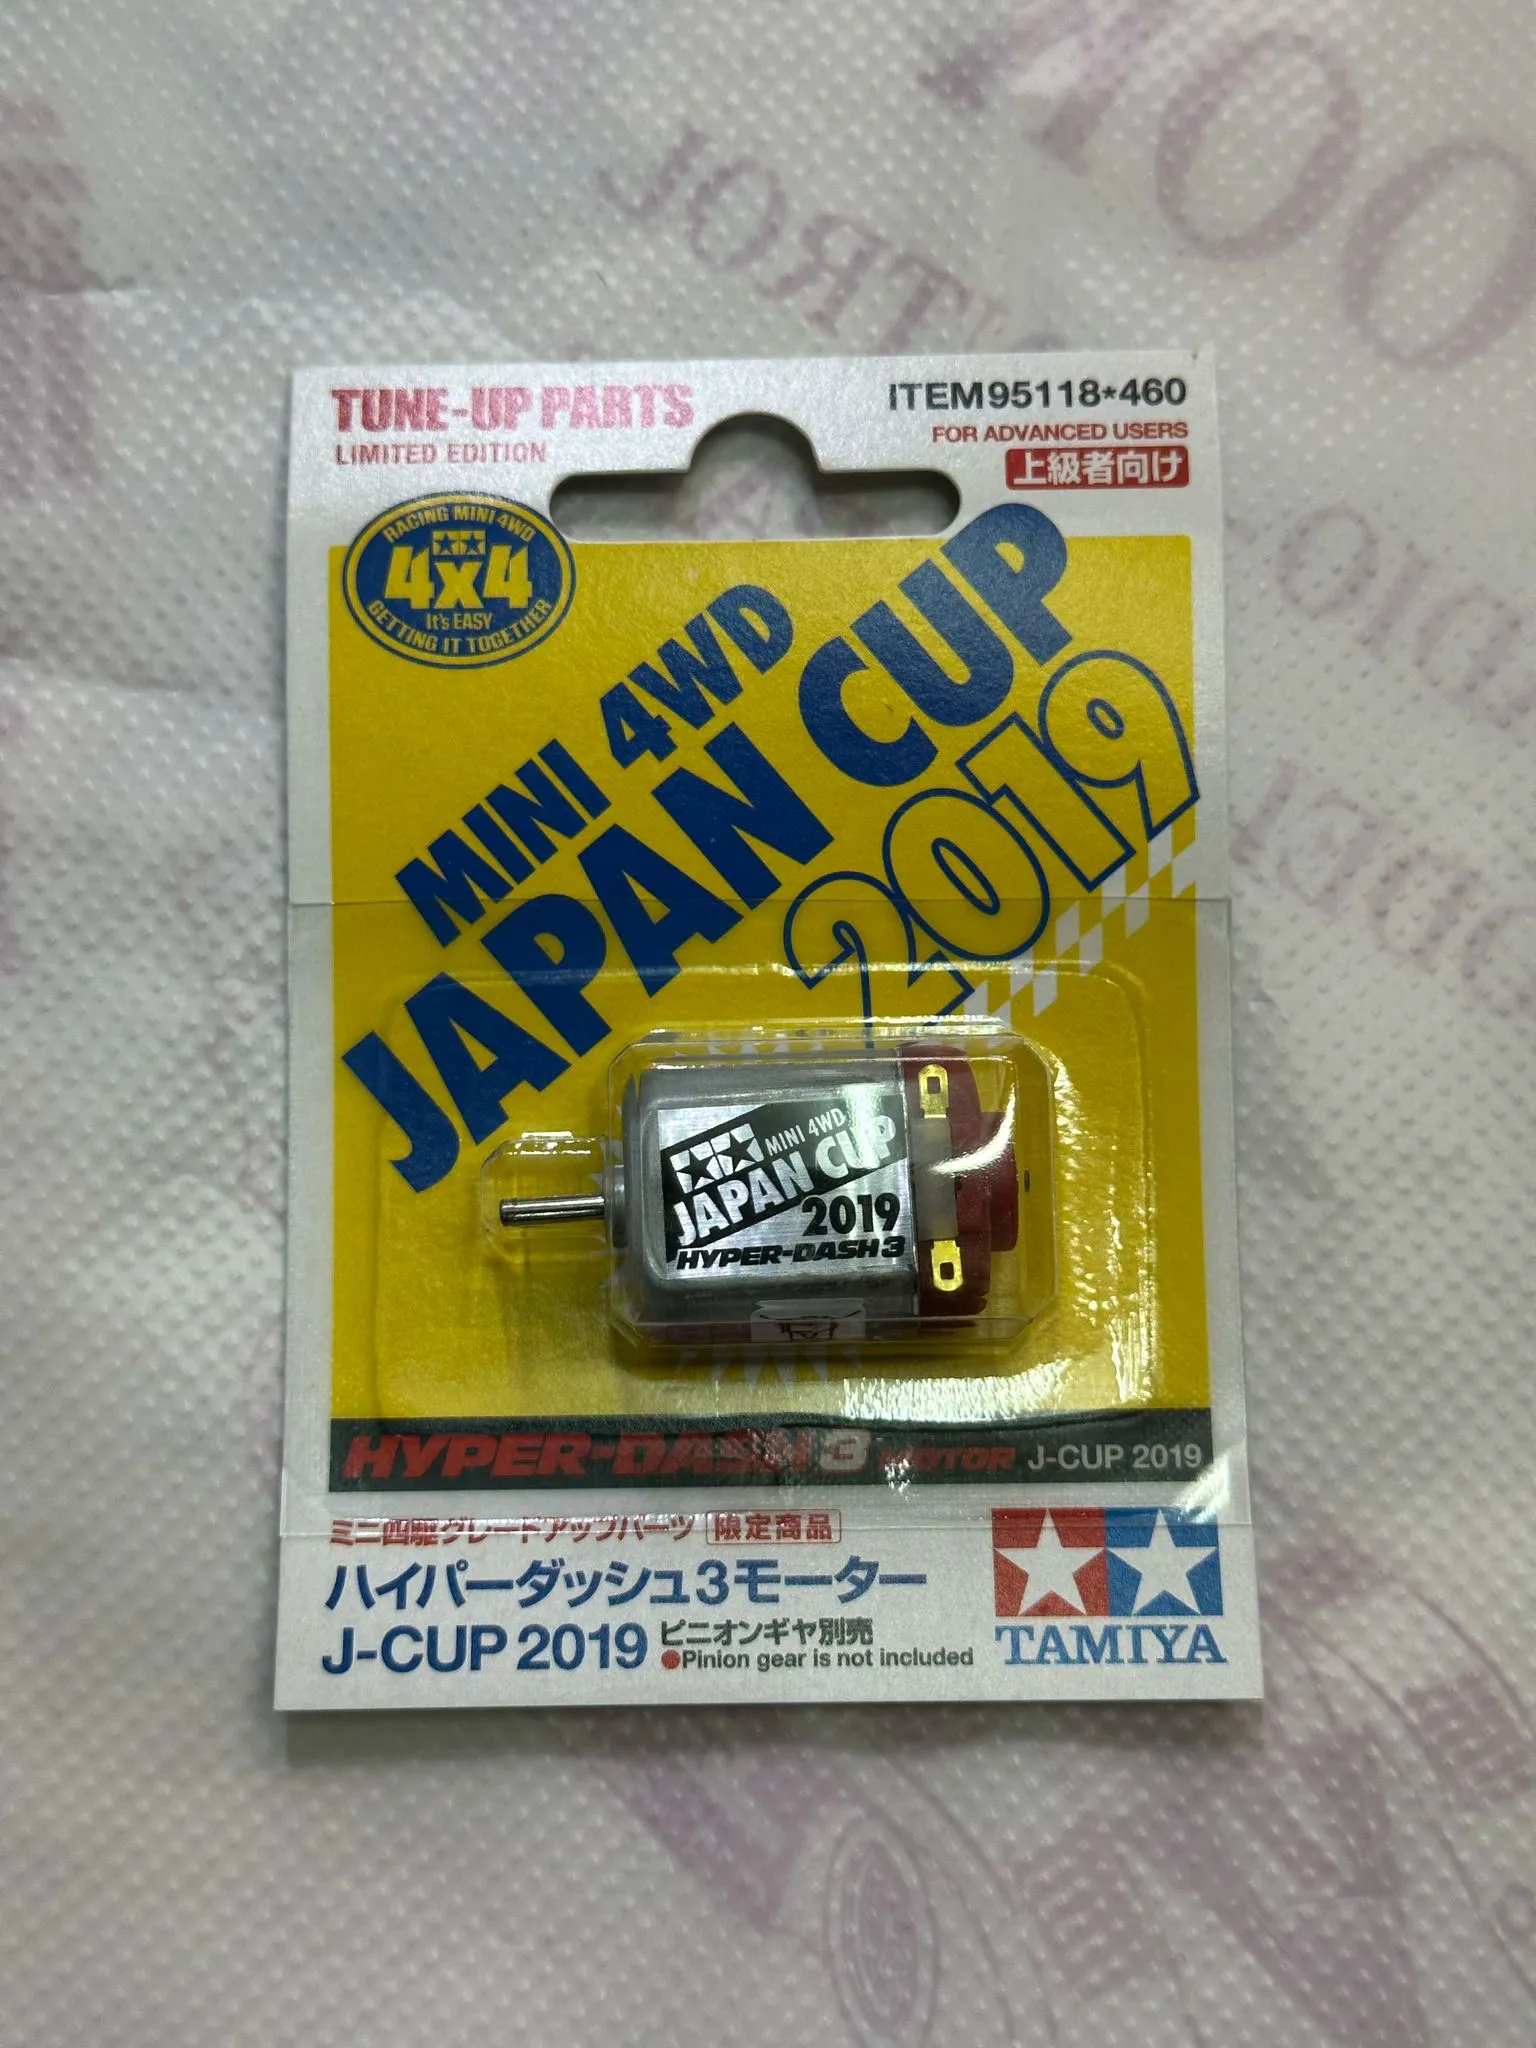 TUNE-UP PARTS
LIMITED EDITION
ITEM95118*460
FOR ADVANCED USERS
上級者向け
RACING MINI 4WD
4x4
It's EASY
GETTING IT TOGETHER
MINI 4WD
JAPAN CUP
2019
MINI 4WD
JAPAN CUP
2019
HYPER-DASH3
HYPER-DASH3 MOTOR J-CUP 2019
ミニ四駆グレードアップパーツ 限定商品
ハイパーダッシュ3モーター
J-CUP 2019
ピニオンギヤ別売
●Pinion gear is not included
TAMIYA